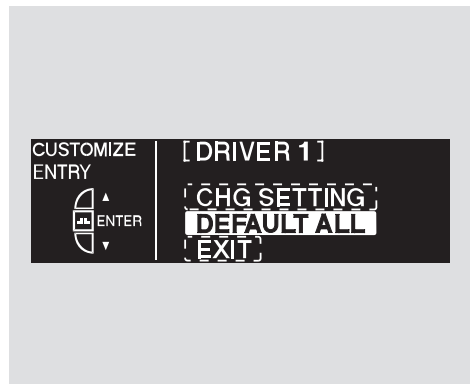 CUSTOMIZE
ENTRY
ENTER
[ DRIVER 1 ]
CHG SETTING
DEFAULT ALL
EXIT